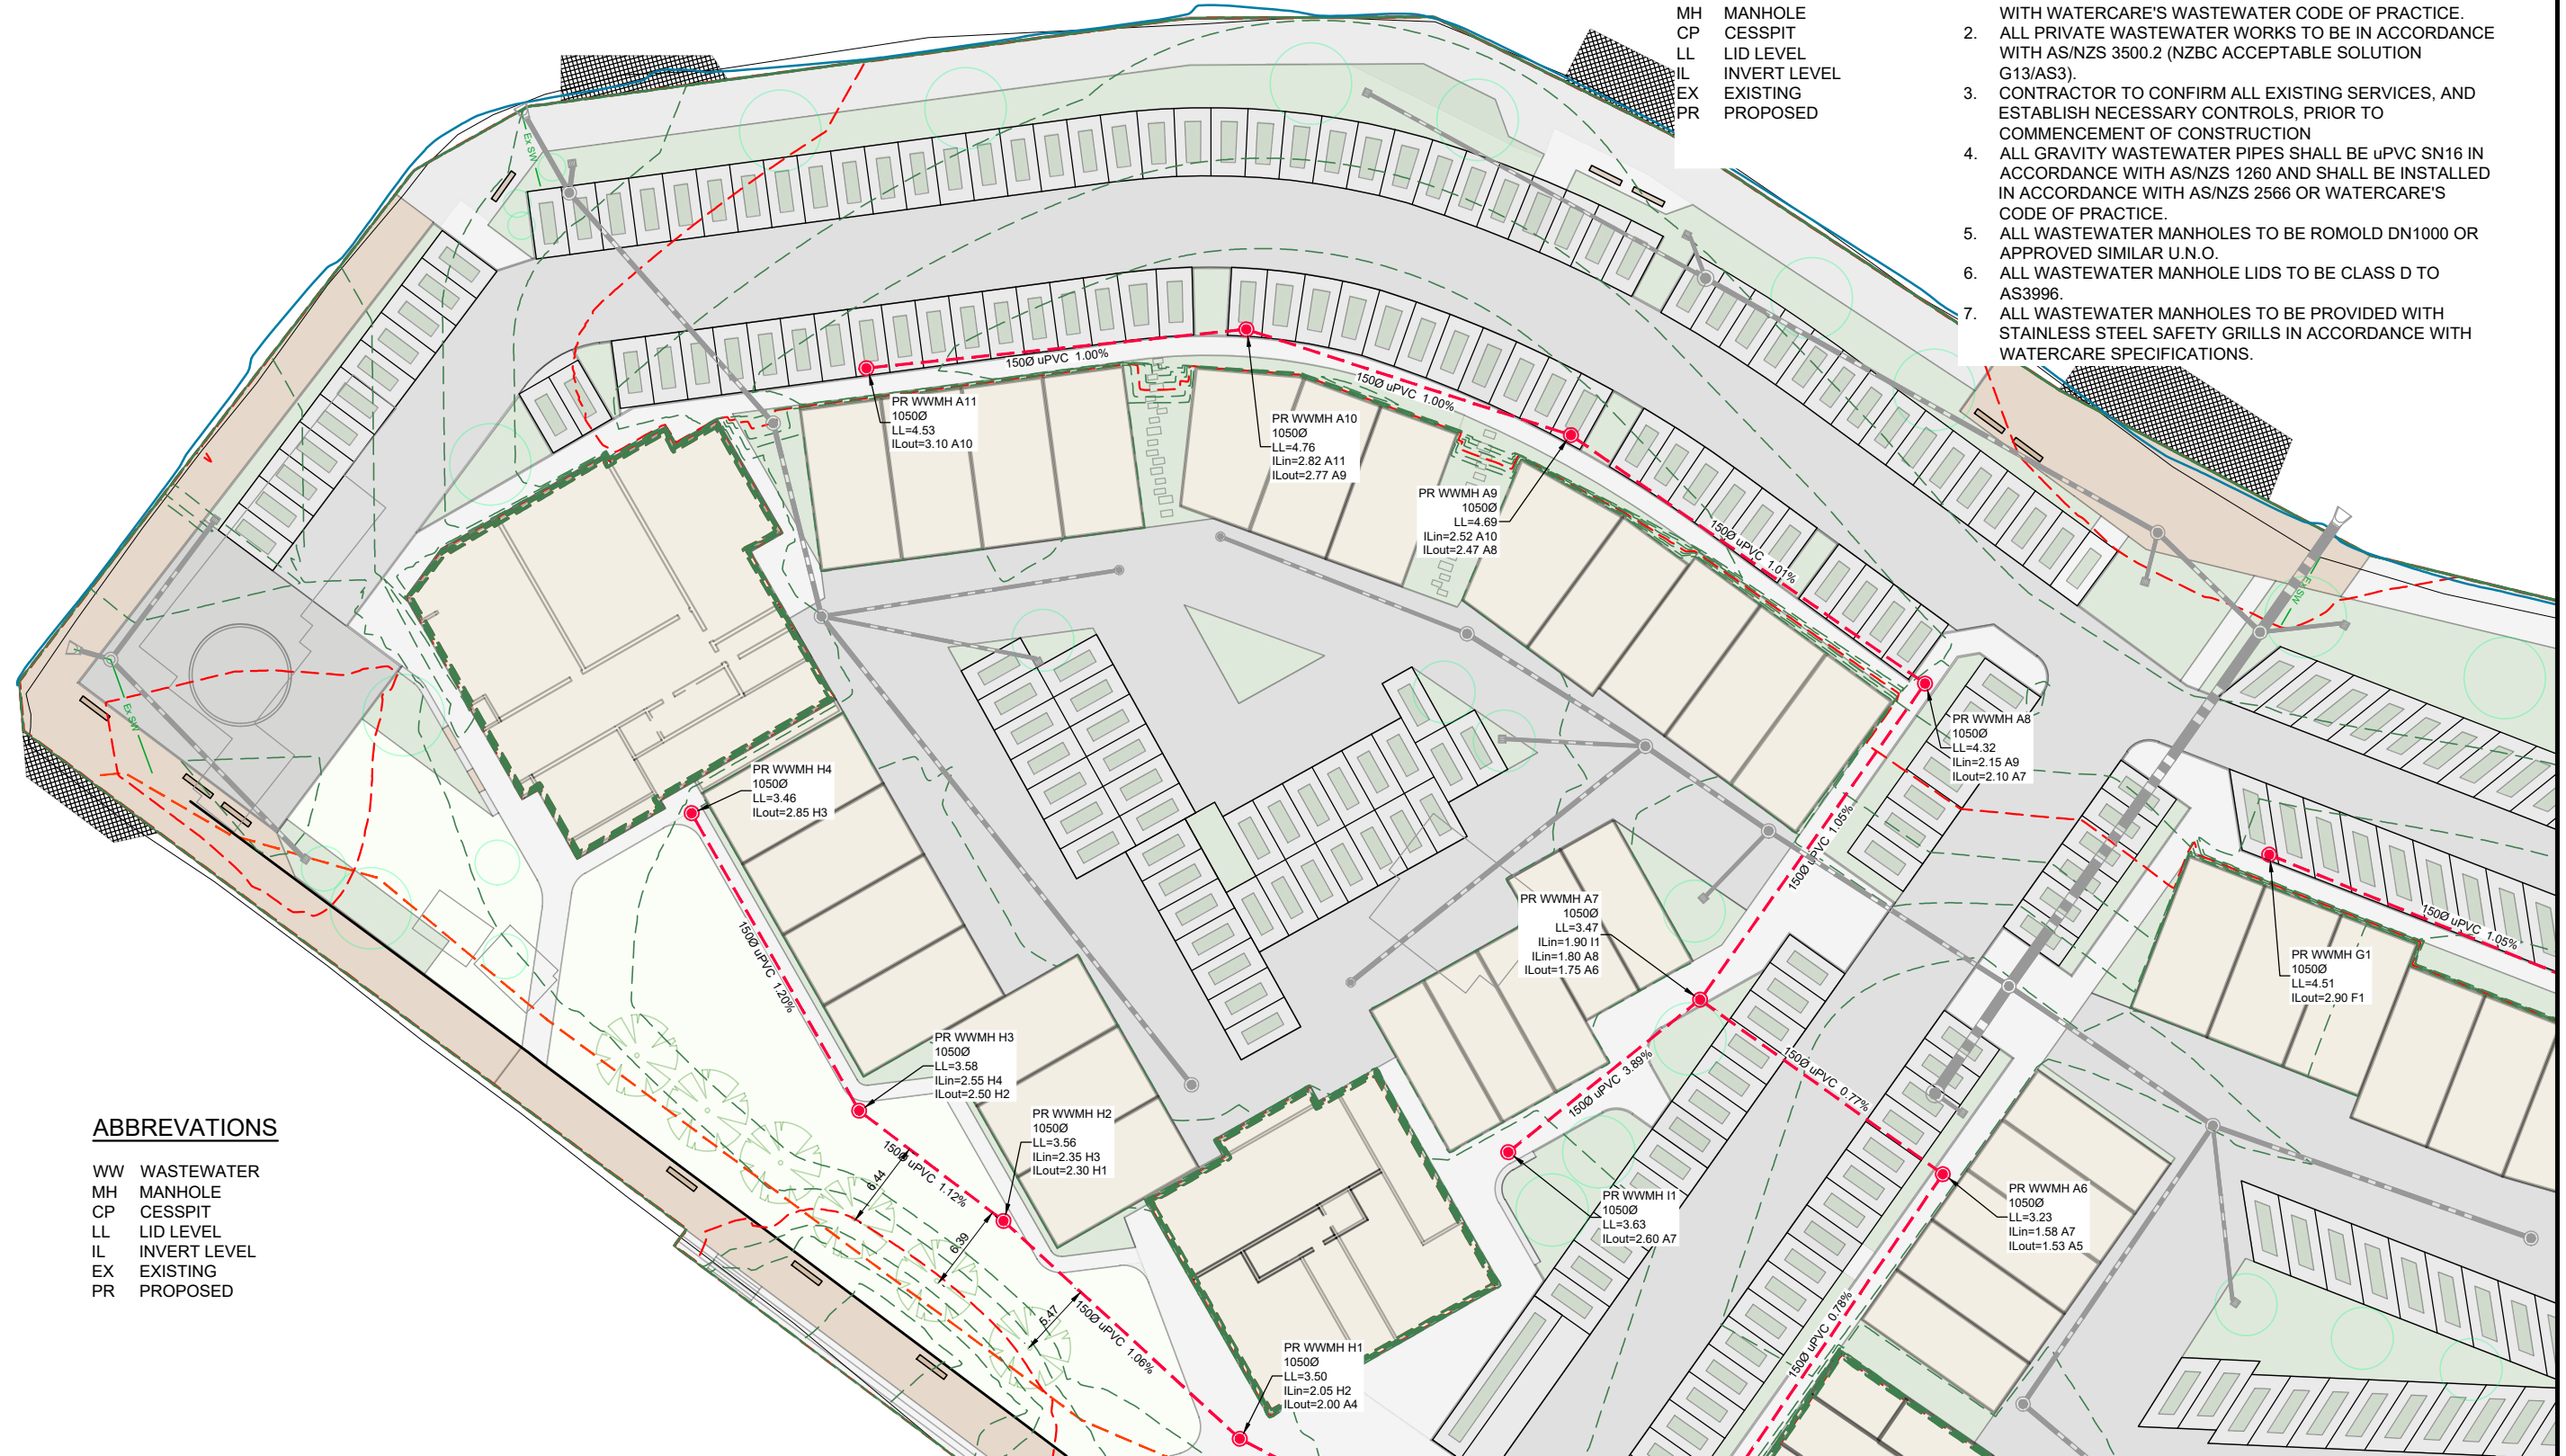 MH MANHOLE
CP CESSPIT
LL LID LEVEL
IL INVERT LEVEL
EX EXISTING
PR PROPOSED
WITH WATERCARE'S WASTEWATER CODE OF PRACTICE.
2. ALL PRIVATE WASTEWATER WORKS TO BE IN ACCORDANCE
WITH AS/NZS 3500.2 (NZBC ACCEPTABLE SOLUTION
G13/AS3).
3. CONTRACTOR TO CONFIRM ALL EXISTING SERVICES, AND
ESTABLISH NECESSARY CONTROLS, PRIOR TO
COMMENCEMENT OF CONSTRUCTION
4. ALL GRAVITY WASTEWATER PIPES SHALL BE uPVC SN16 IN
ACCORDANCE WITH AS/NZS 1260 AND SHALL BE INSTALLED
IN ACCORDANCE WITH AS/NZS 2566 OR WATERCARE'S
CODE OF PRACTICE.
5. ALL WASTEWATER MANHOLES TO BE ROMOLD DN1000 OR
APPROVED SIMILAR U.N.O.
6. ALL WASTEWATER MANHOLE LIDS TO BE CLASS D TO
AS3996.
7. ALL WASTEWATER MANHOLES TO BE PROVIDED WITH
STAINLESS STEEL SAFETY GRILLS IN ACCORDANCE WITH
WATERCARE SPECIFICATIONS.
Ex SW
150Ø uPVC 1.00%
150Ø uPVC 1.00%
PR WWMH A11
1050Ø
LL=4.53
ILout=3.10 A10
PR WWMH A10
1050Ø
LL=4.76
ILin=2.82 A11
ILout=2.77 A9
PR WWMH A9
1050Ø
LL=4.69
ILin=2.52 A10
ILout=2.47 A8
150Ø uPVC 1.01%
Ex SW
Ex SW
PR WWMH A8
1050Ø
LL=4.32
ILin=2.15 A9
ILout=2.10 A7
PR WWMH H4
1050Ø
LL=3.46
ILout=2.85 H3
150Ø uPVC 1.05%
PR WWMH A7
1050Ø
LL=3.47
ILin=1.90 I1
ILin=1.80 A8
ILout=1.75 A6
150Ø uPVC 1.05%
PR WWMH G1
1050Ø
LL=4.51
ILout=2.90 F1
150Ø uPVC 1.20%
PR WWMH H3
1050Ø
LL=3.58
ILin=2.55 H4
ILout=2.50 H2
150Ø uPVC 3.89%
150Ø uPVC 0.77%
PR WWMH H2
1050Ø
LL=3.56
ILin=2.35 H3
ILout=2.30 H1
150Ø uPVC 1.12%
6.44
6.39
5.47
150Ø uPVC 1.06%
PR WWMH I1
1050Ø
LL=3.63
ILout=2.60 A7
PR WWMH A6
1050Ø
LL=3.23
ILin=1.58 A7
ILout=1.53 A5
150Ø uPVC 0.78%
PR WWMH H1
1050Ø
LL=3.50
ILin=2.05 H2
ILout=2.00 A4
ABBREVATIONS
WW WASTEWATER
MH MANHOLE
CP CESSPIT
LL LID LEVEL
IL INVERT LEVEL
EX EXISTING
PR PROPOSED